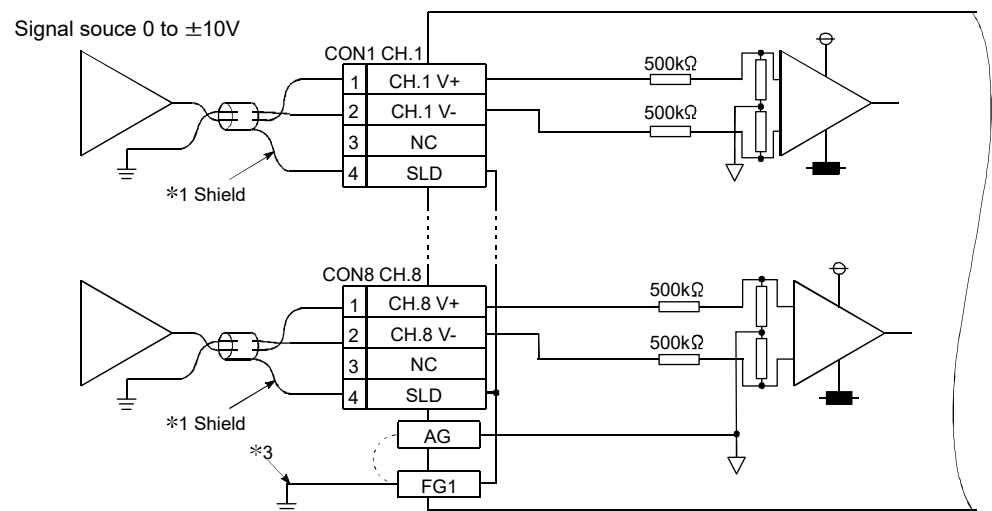 Signal souce 0 to ±10V
CON1 CH.1
1 CH.1 V+
2 CH.1 V-
3 NC
4 SLD
500kΩ
500kΩ
*1 Shield
CON8 CH.8
1 CH.8 V+
2 CH.8 V-
3 NC
4 SLD
500kΩ
500kΩ
*1 Shield
AG
*3
FG1